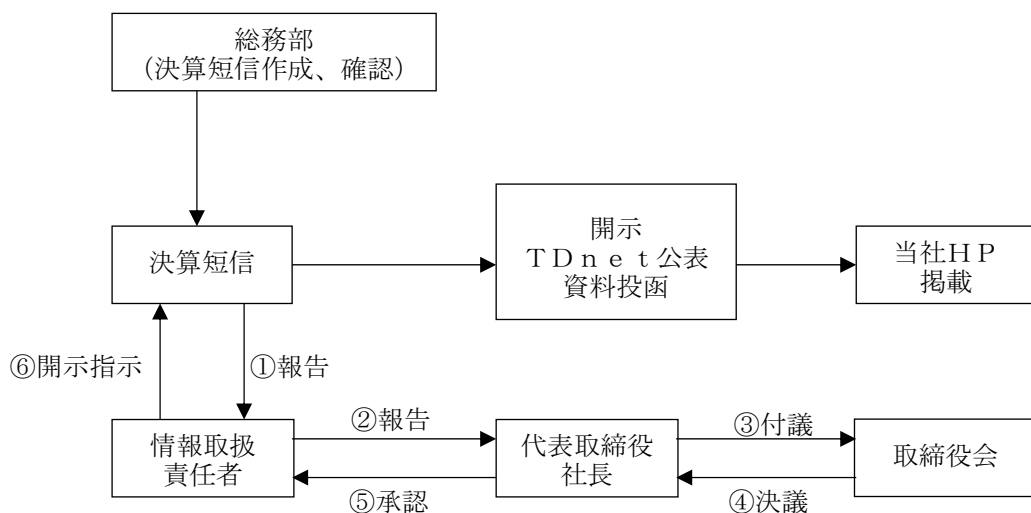 総務部
(決算短信作成、確認)
決算短信
開示
TDnet公表
資料投函
当社HP
掲載
⑥開示指示
①報告
情報取扱
責任者
②報告
⑤承認
代表取締役
社長
③付議
④決議
取締役会